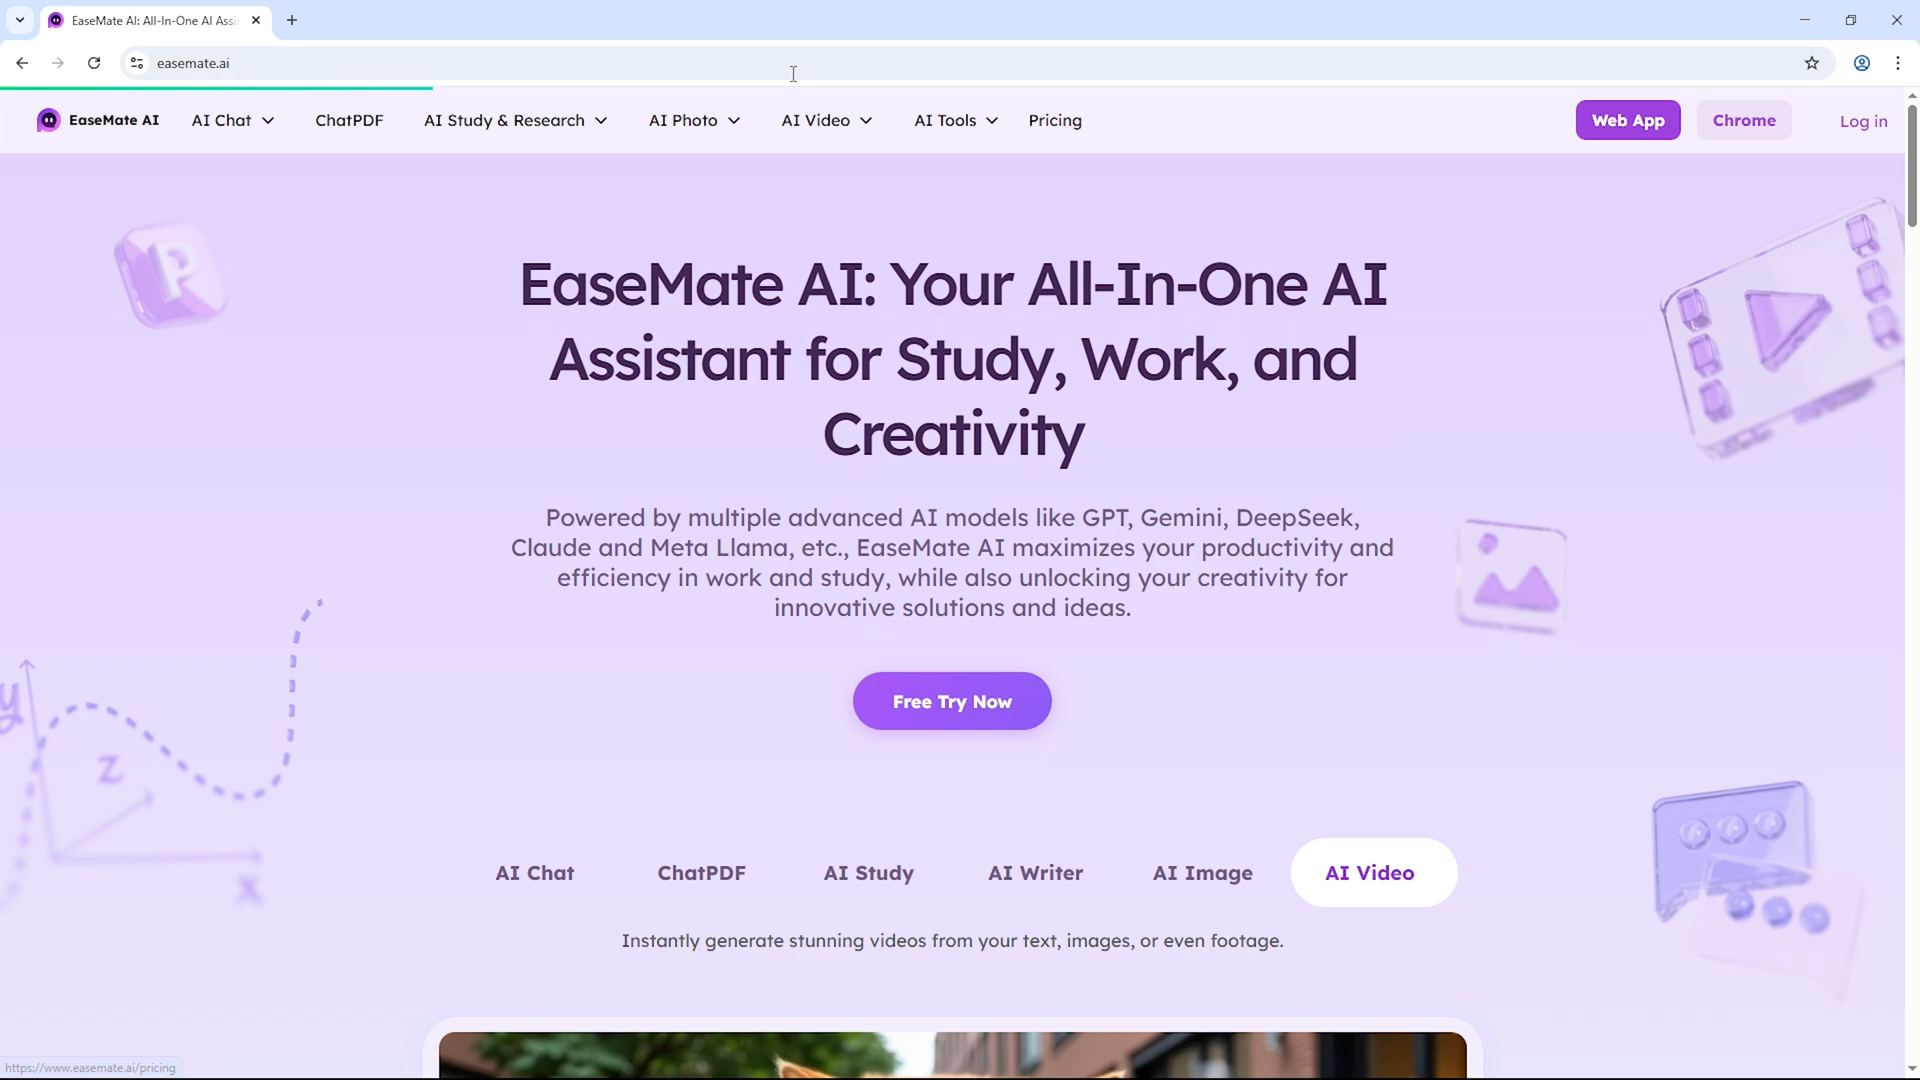 EaseMate AI: All-In-One AI Assi
easemate.ai
EaseMate AI
AI Chat
ChatPDF
AI Study & Research
AI Photo
AI Video
AI Tools
Pricing
Web App
Chrome
Log in
P
EaseMate AI: Your All-In-One AI
Assistant for Study, Work, and
Creativity
Powered by multiple advanced AI models like GPT, Gemini, DeepSeek,
Claude and Meta Llama, etc., EaseMate AI maximizes your productivity and
efficiency in work and study, while also unlocking your creativity for
innovative solutions and ideas.
Free Try Now
y
z
x
AI Chat
ChatPDF
AI Study
AI Writer
AI Image
AI Video
Instantly generate stunning videos from your text, images, or even footage.
https://www.easemate.ai/pricing